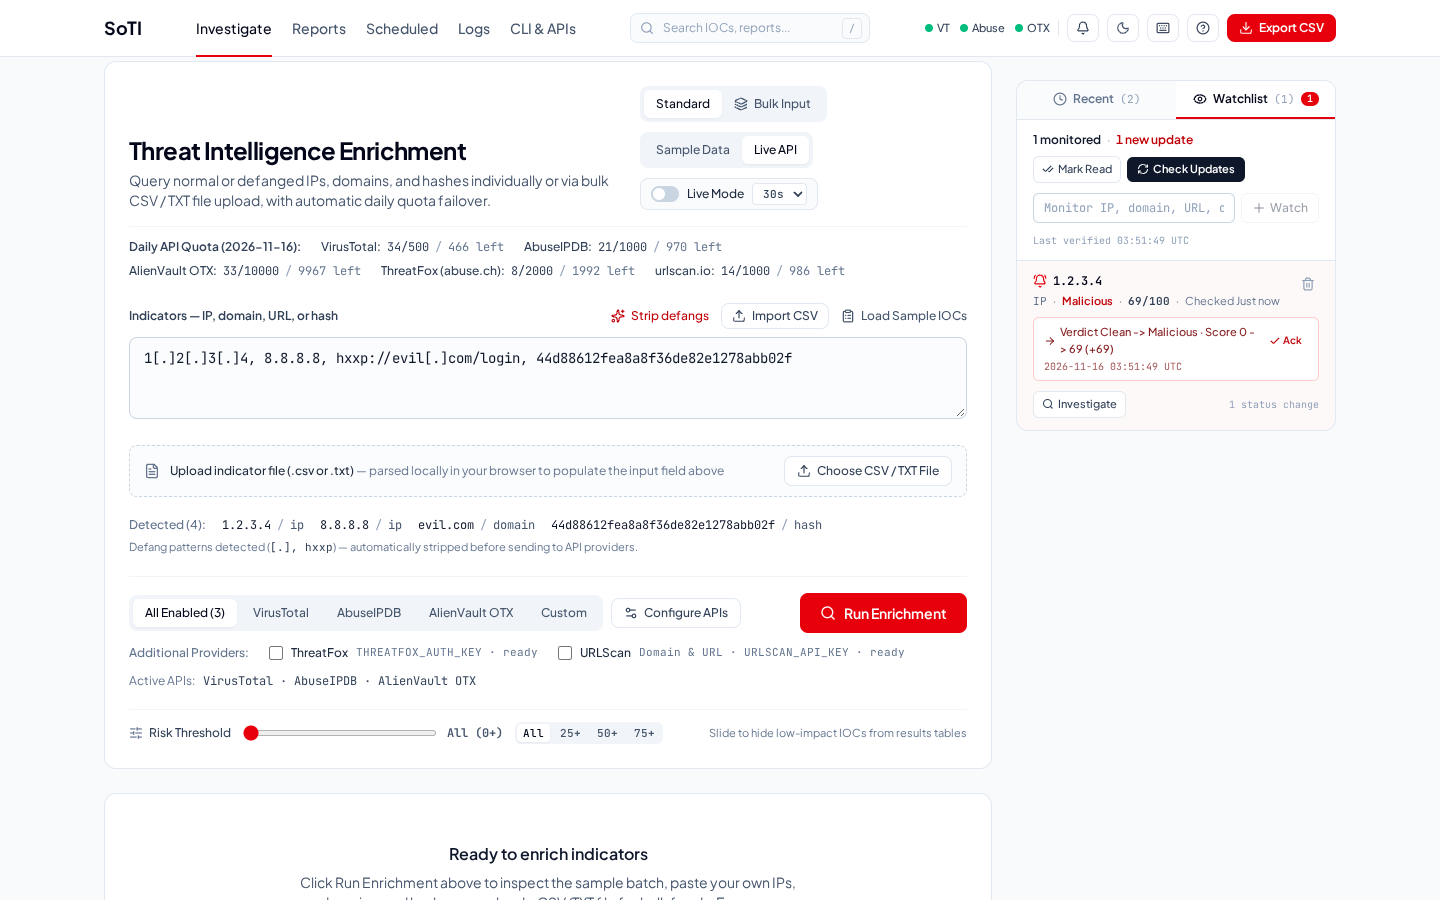 SoTI
Investigate
Reports
Scheduled
Logs
CLI & APIs
Search IOCs, reports...
/
VT
Abuse
OTX
Export CSV
Standard
Bulk Input
Sample Data
Live API
Live Mode
30s
Threat Intelligence Enrichment
Query normal or defanged IPs, domains, and hashes individually or via bulk
CSV / TXT file upload, with automatic daily quota failover.
Daily API Quota (2026-11-16): VirusTotal: 34/500 / 466 left AbuseIPDB: 21/1000 / 970 left
AlienVault OTX: 33/10000 / 9967 left ThreatFox (abuse.ch): 8/2000 / 1992 left urlscan.io: 14/1000 / 986 left
Indicators — IP, domain, URL, or hash
Strip defangs
Import CSV
Load Sample IOCs
1[.]2[.]3[.]4, 8.8.8.8, hxxp://evil[.]com/login, 44d88612fea8a8f36de82e1278abb02f
Upload indicator file (.csv or .txt) — parsed locally in your browser to populate the input field above
Choose CSV / TXT File
Detected (4): 1.2.3.4 / ip 8.8.8.8 / ip evil.com / domain 44d88612fea8a8f36de82e1278abb02f / hash
Defang patterns detected ([.], hxxp) — automatically stripped before sending to API providers.
All Enabled (3)
VirusTotal
AbuseIPDB
AlienVault OTX
Custom
Configure APIs
Run Enrichment
Additional Providers: ThreatFox THREATFOX_AUTH_KEY · ready URLScan Domain & URL · URLSCAN_API_KEY · ready
Active APIs: VirusTotal · AbuseIPDB · AlienVault OTX
Risk Threshold
All (0+)
All
25+
50+
75+
Slide to hide low-impact IOCs from results tables
Ready to enrich indicators
Click Run Enrichment above to inspect the sample batch, paste your own IPs,
Recent (2)
Watchlist (1) 1
1 monitored · 1 new update
Mark Read
Check Updates
Monitor IP, domain, URL, c
Watch
Last verified 03:51:49 UTC
1.2.3.4
IP · Malicious · 69/100 · Checked Just now
Verdict Clean -> Malicious · Score 0 -
> 69 (+69)
Ack
2026-11-16 03:51:49 UTC
Investigate
1 status change